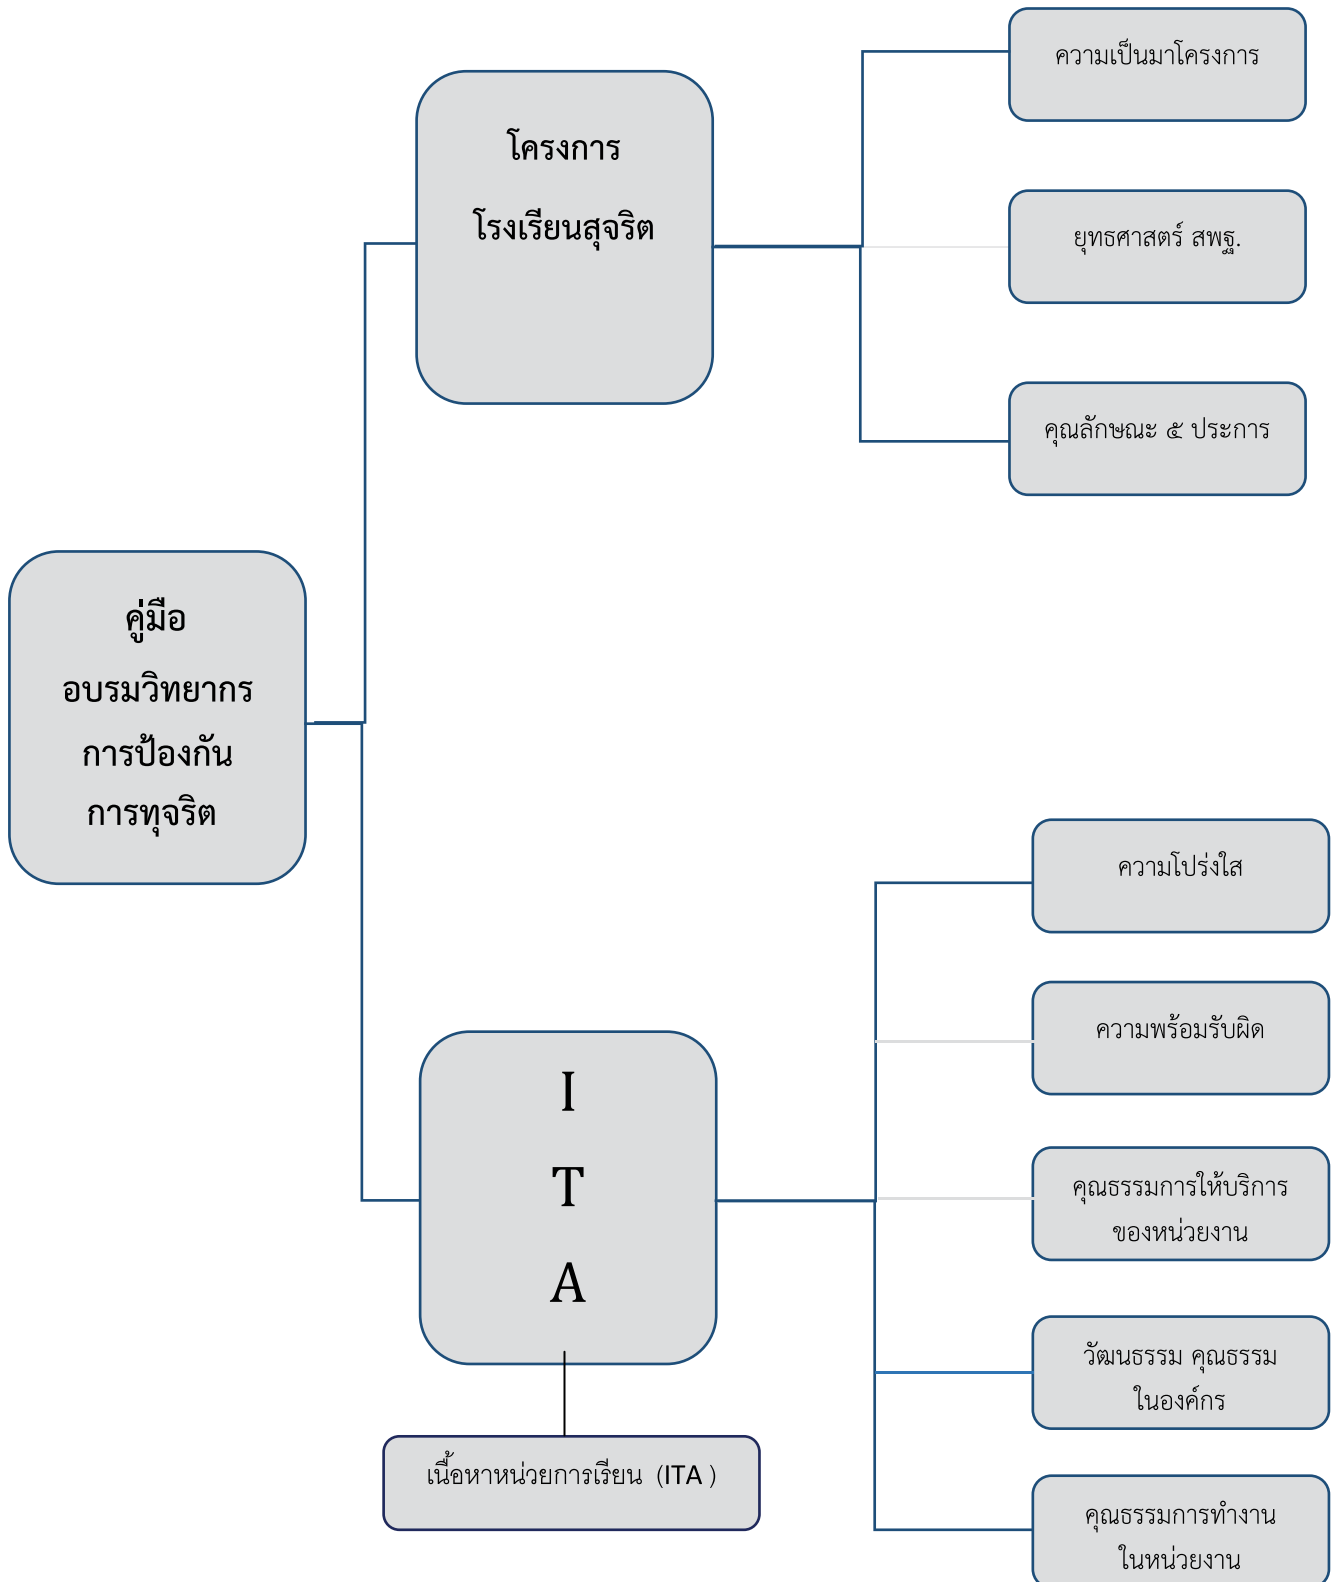 ความเป็นมาโครงการ
โครงการ
โรงเรียนสุจริต
ยุทธศาสตร์ สพฐ.
คุณลักษณะ ๕ ประการ
คู่มือ
อบรมวิทยากร
การป้องกัน
การทุจริต
ความโปร่งใส
ความพร้อมรับผิด
I
T
A
คุณธรรมการให้บริการ
ของหน่วยงาน
วัฒนธรรม คุณธรรม
ในองค์กร
เนื้อหาหน่วยการเรียน (ITA )
คุณธรรมการทำงาน
ในหน่วยงาน